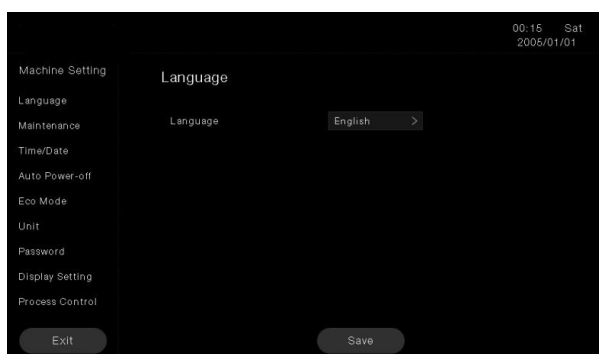 00:15 Sat
2005/01/01
Machine Setting
Language
Maintenance
Time/Date
Auto Power-off
Eco Mode
Unit
Password
Display Setting
Process Control
Exit
Language
Language English >
Save